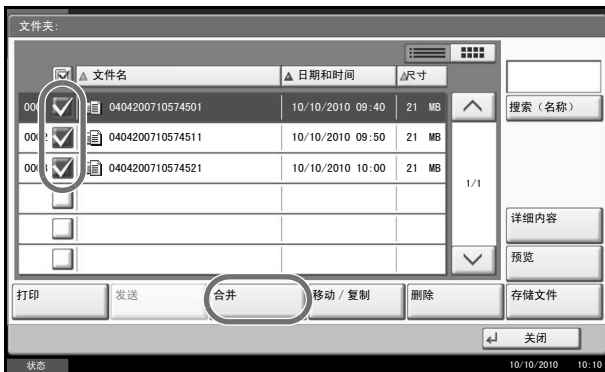 文件夹:
文件名 日期和时间 尺寸
0404200710574501 10/10/2010 09:40 21 MB
搜索（名称）
0002 0404200710574511 10/10/2010 09:50 21 MB
0003 0404200710574521 10/10/2010 10:00 21 MB
1/1
详细内容
预览
打印 发送 合并 移动 / 复制 删除 存储文件
关闭
状态 10/10/2010 10:10